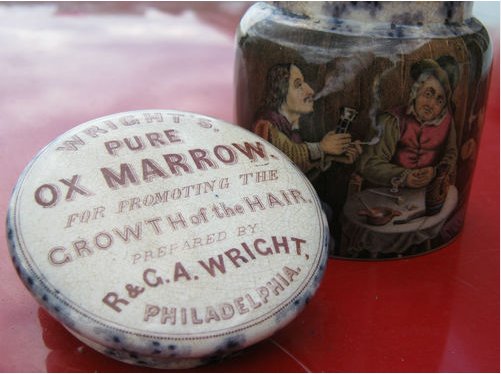 WRIGHT'S,
PURE
OX MARROW.
FOR PROMOTING THE
GROWTH of the HAIR.
PREPARED BY
R & G. A. WRIGHT,
PHILADELPHIA.